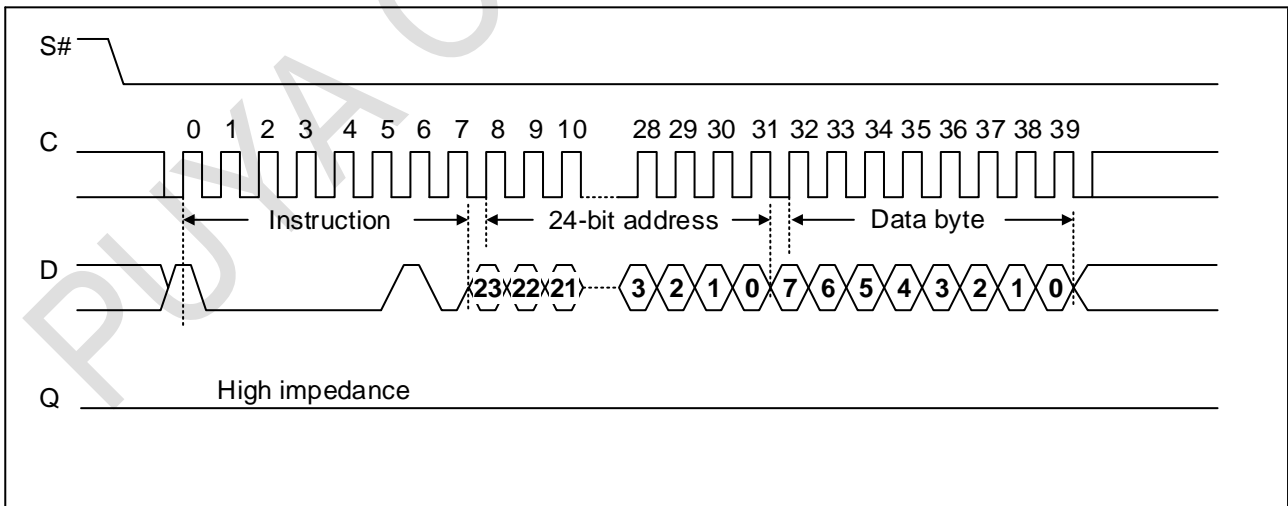 PUYA C
S#
0 1 2 3 4 5 6 7 8 9 10 28 29 30 31 32 33 34 35 36 37 38 39
C
Instruction 24-bit address Data byte
D
23 22 21 3 2 1 0 7 6 5 4 3 2 1 0
High impedance
Q